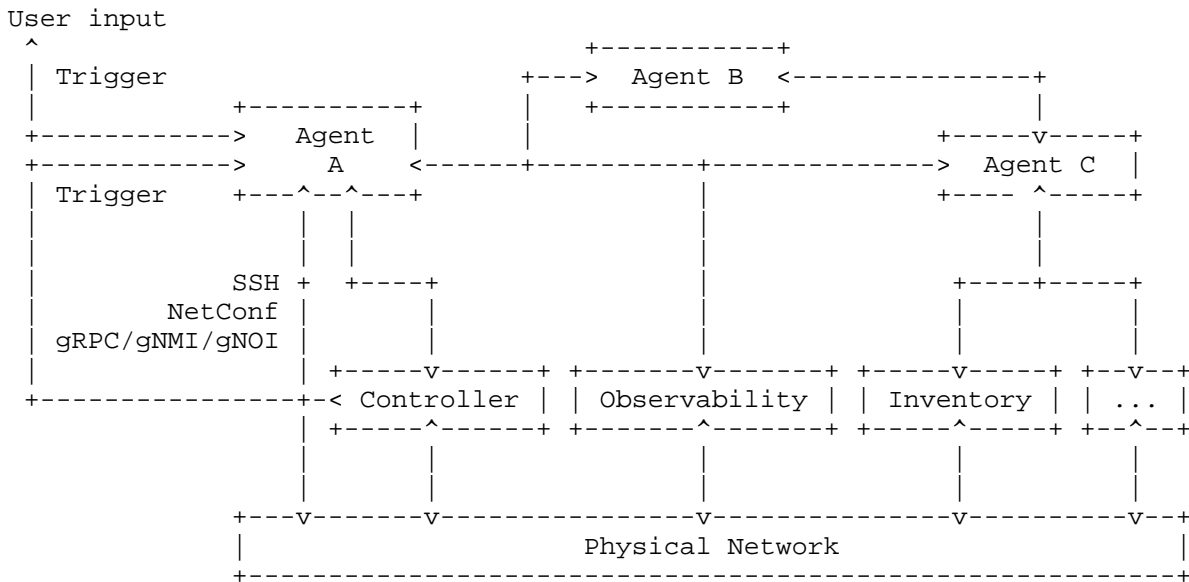 User input
Trigger
Agent B
Agent
A
Agent C
Trigger
SSH
NetConf
gRPC/gNMI/gNOI
Controller
Observability
Inventory
...
Physical Network